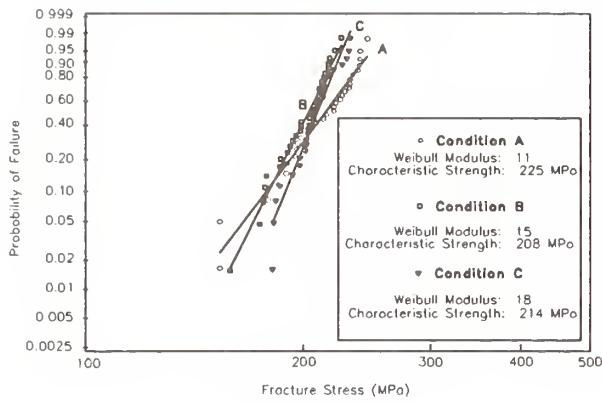 C
A
B
0.99
0.995
0.95
0.90
0.80
0.60
0.40
0.20
0.10
0.05
0.02
0.01
0 005
0.0025
Probability of Failure
Condition A
Weibull Modulus: 11
Characteristic Strength: 225 MPa
Condition B
Weibull Modulus: 15
Characteristic Strength: 208 MPa
Condition C
Weibull Modulus: 18
Characteristic Strength: 214 MPa
100
200
300
400
500
Fracture Stress (MPa)